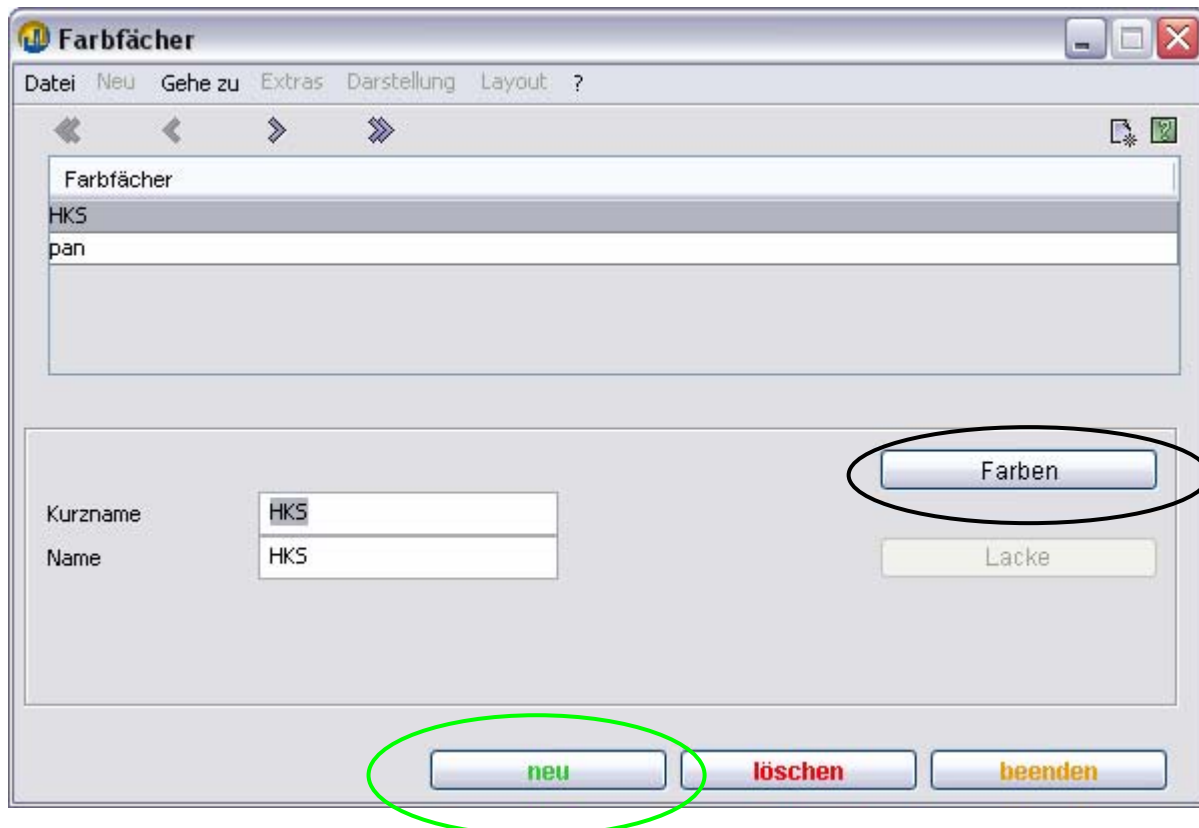 Farbfächer
Datei Neu Gehe zu Extras Darstellung Layout ?
Farbfächer
HKS
pan
Farben
Kurzname HKS
Name HKS
Lacke
neu löschen beenden